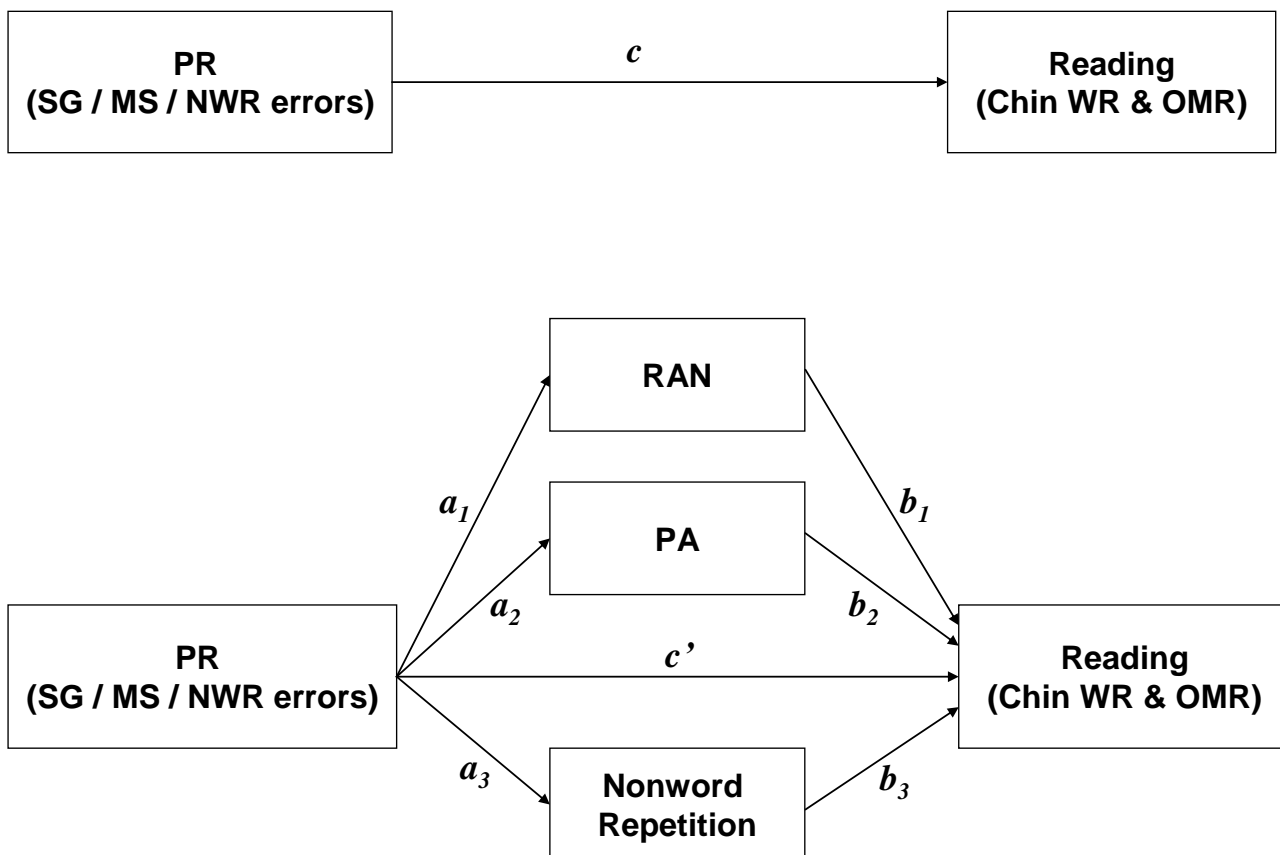 PR
(SG / MS / NWR errors)
c
Reading
(Chin WR & OMR)
RAN
a1
b1
PA
a2
b2
PR
(SG / MS / NWR errors)
c’
Reading
(Chin WR & OMR)
a3
b3
Nonword
Repetition